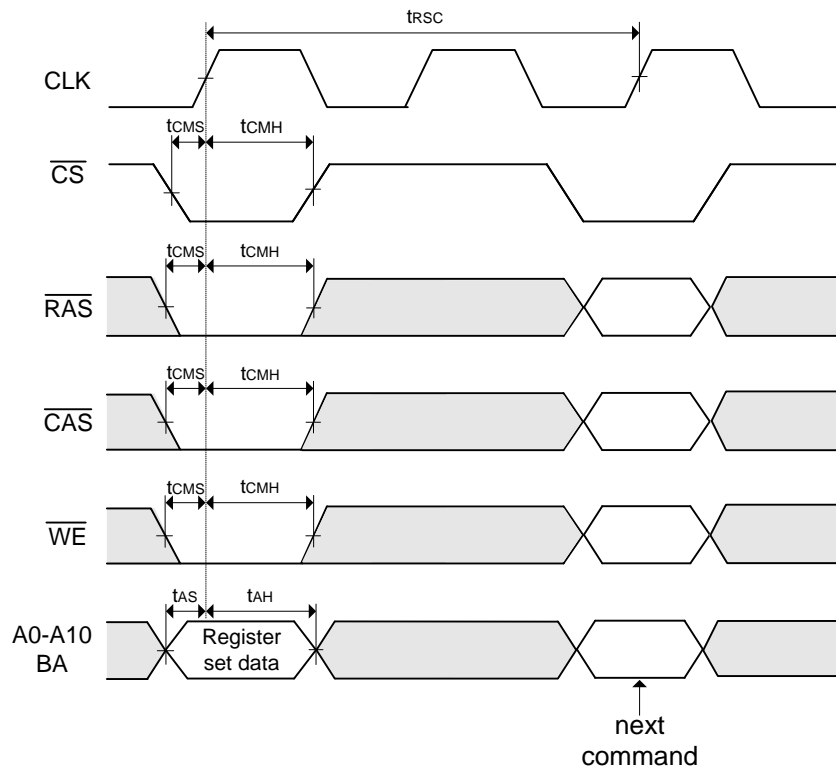 tRSC
CLK
tCMS tCMH
CS
tCMS tCMH
RAS
tCMS tCMH
CAS
tCMS tCMH
WE
tAS tAH
A0-A10
BA
Register
set data
next
command